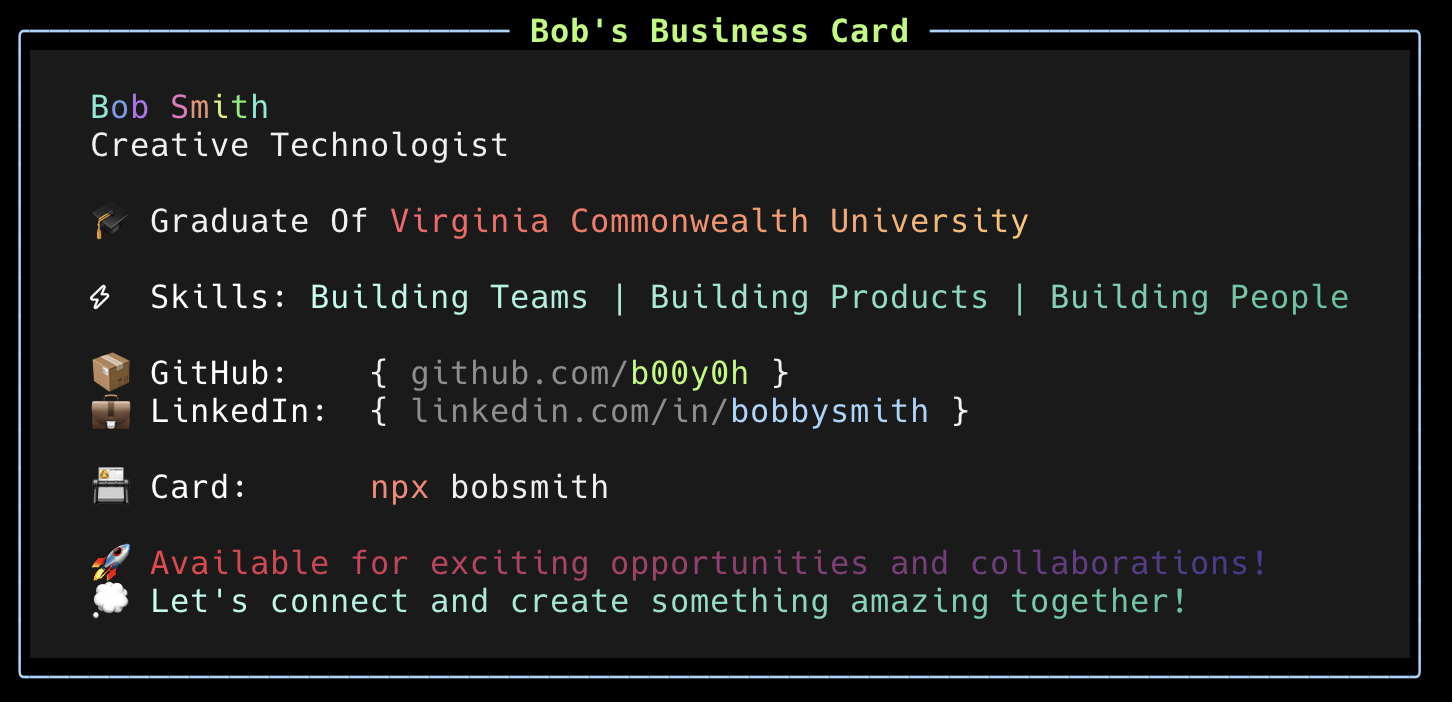 Bob's Business Card
Bob Smith
Creative Technologist
🎓 Graduate Of Virginia Commonwealth University
⚡ Skills: Building Teams | Building Products | Building People
📦 GitHub: { github.com/b00y0h }
💼 LinkedIn: { linkedin.com/in/bobbysmith }
📇 Card: npx bobsmith
🚀 Available for exciting opportunities and collaborations!
💭 Let's connect and create something amazing together!